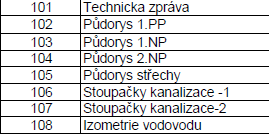 101 Technicka zpráva
102 Půdorys 1.PP
103 Půdorys 1.NP
104 Půdorys 2.NP
105 Půdorys střechy
106 Stoupačky kanalizace -1
107 Stoupačky kanalizace-2
108 Izometrie vodovodu